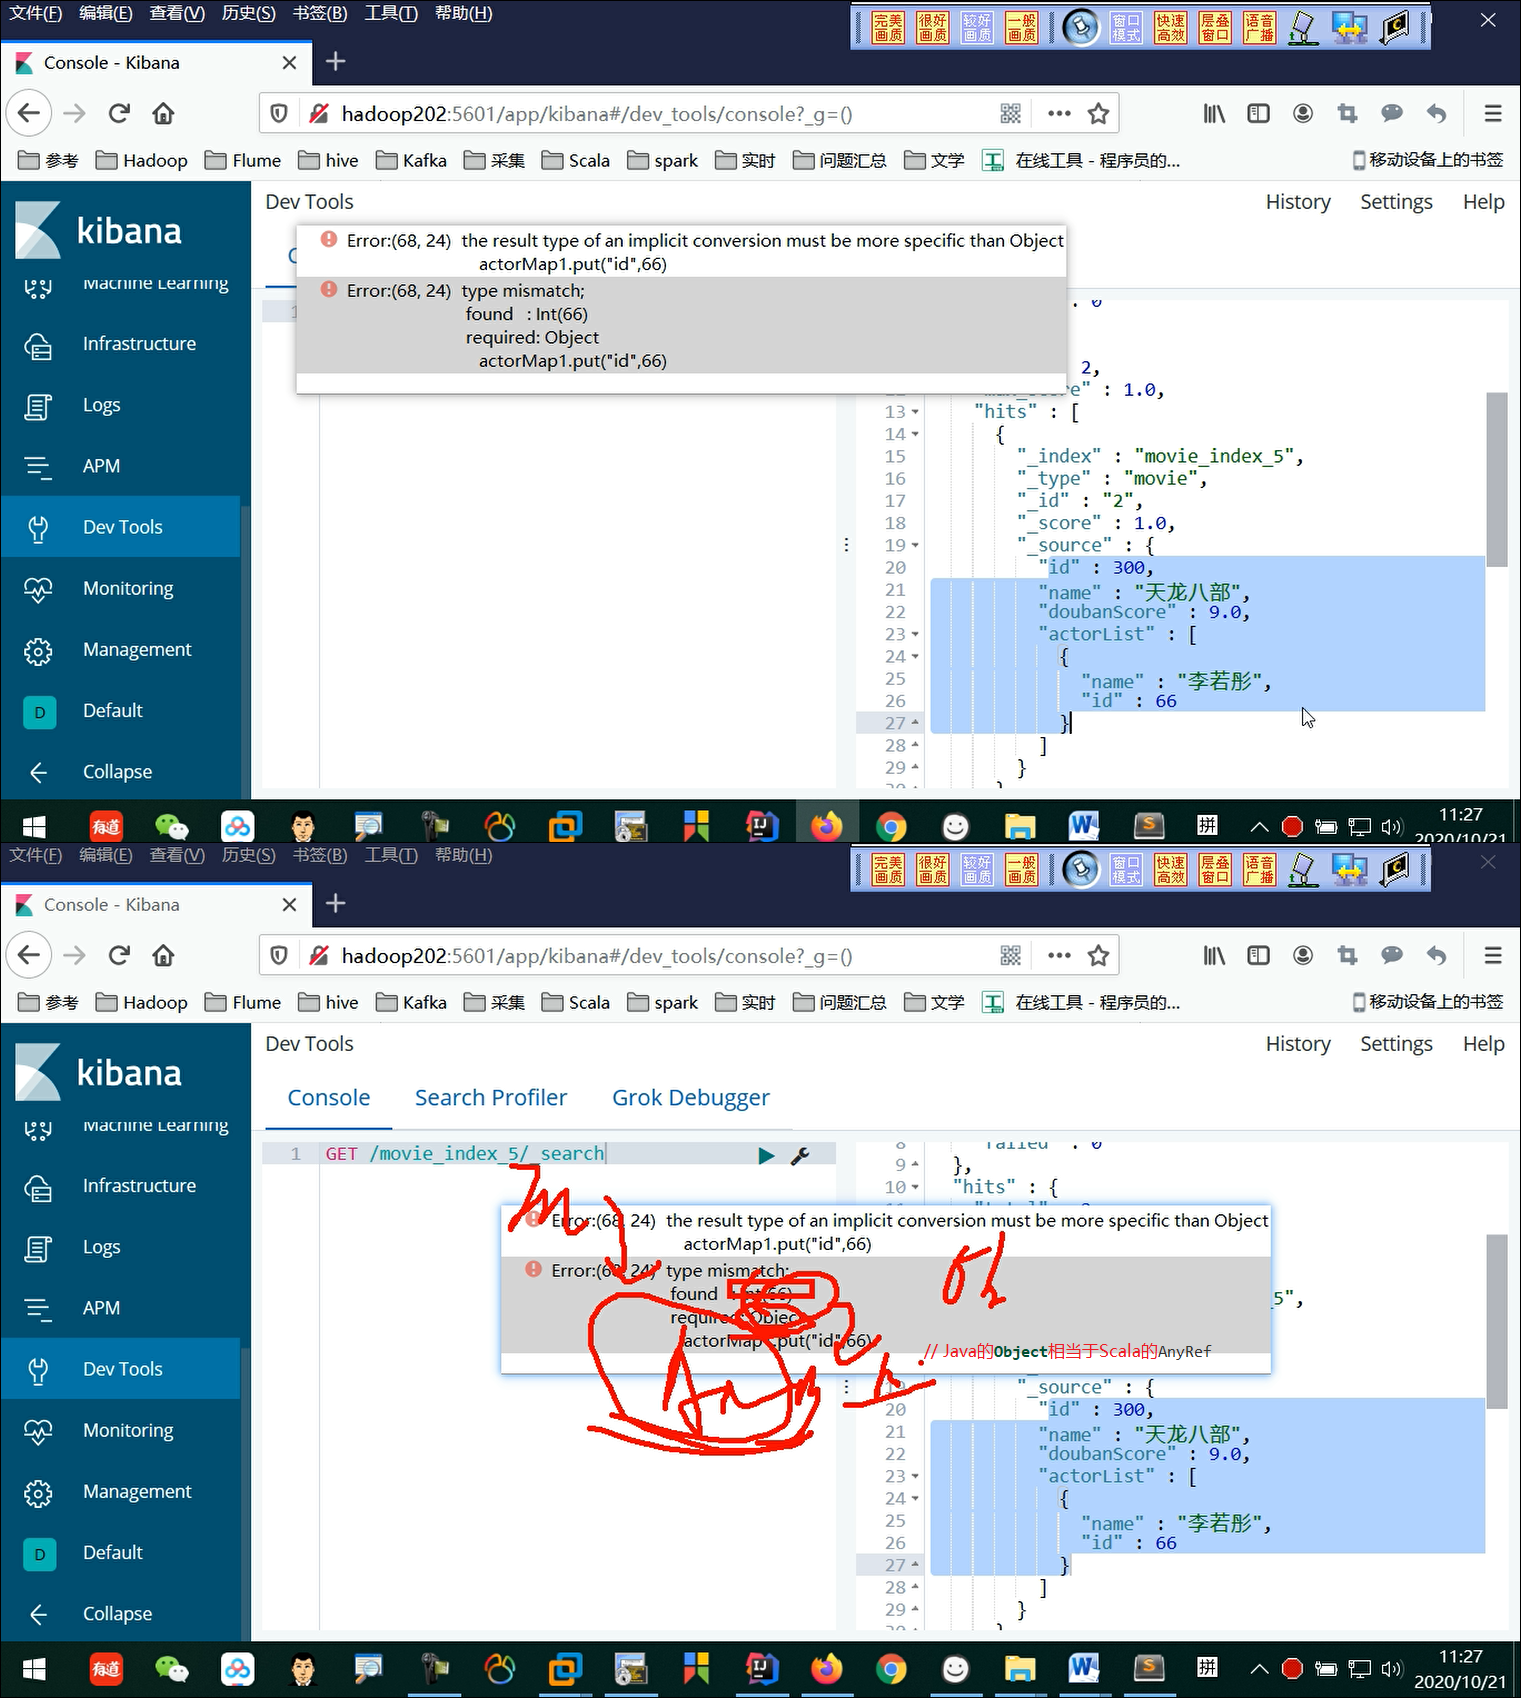 文件(F) 编辑(E) 查看(V) 历史(S) 书签(B) 工具(T) 帮助(H)
完美画质 很好画质 较好画质 一般画质 窗口模式 快速高效 层叠窗口 语音广播
Console - Kibana
hadoop202:5601/app/kibana#/dev_tools/console?_g=()
参考 Hadoop Flume hive Kafka 采集 Scala spark 实时 问题汇总 文学 在线工具 - 程序员的... 移动设备上的书签
kibana
Machine Learning
Infrastructure
Logs
APM
Dev Tools
Monitoring
Management
D Default
Collapse
Dev Tools
History Settings Help
Error:(68, 24) the result type of an implicit conversion must be more specific than Object
actorMap1.put("id",66)
Error:(68, 24) type mismatch;
found : Int(66)
required: Object
actorMap1.put("id",66)
1
: 0
2,
: 1.0,
13 "hits" : [
14 {
15 "_index" : "movie_index_5",
16 "_type" : "movie",
17 "_id" : "2",
18 "_score" : 1.0,
19 "_source" : {
20 "id" : 300,
21 "name" : "天龙八部",
22 "doubanScore" : 9.0,
23 "actorList" : [
24 {
25 "name" : "李若彤",
26 "id" : 66
27 }
28 ]
29 }
有道 IJ W S 拼
11:27
2020/10/21
文件(F) 编辑(E) 查看(V) 历史(S) 书签(B) 工具(T) 帮助(H)
完美画质 很好画质 较好画质 一般画质 窗口模式 快速高效 层叠窗口 语音广播
Console - Kibana
hadoop202:5601/app/kibana#/dev_tools/console?_g=()
参考 Hadoop Flume hive Kafka 采集 Scala spark 实时 问题汇总 文学 在线工具 - 程序员的... 移动设备上的书签
kibana
Machine Learning
Infrastructure
Logs
APM
Dev Tools
Monitoring
Management
D Default
Collapse
Dev Tools
History Settings Help
Console Search Profiler Grok Debugger
1 GET /movie_index_5/_search
Error:(68, 24) the result type of an implicit conversion must be more specific than Object
actorMap1.put("id",66)
Error:(68, 24) type mismatch;
found : Int(66)
required: Object
actorMap1.put("id",66)
//Java的Object相当于Scala的AnyRef
8 "failed" : 0
9 },
10 "hits" : {
5",
19 "_source" : {
20 "id" : 300,
21 "name" : "天龙八部",
22 "doubanScore" : 9.0,
23 "actorList" : [
24 {
25 "name" : "李若彤",
26 "id" : 66
27 }
28 ]
29 }
有道 IJ W S 拼
11:27
2020/10/21